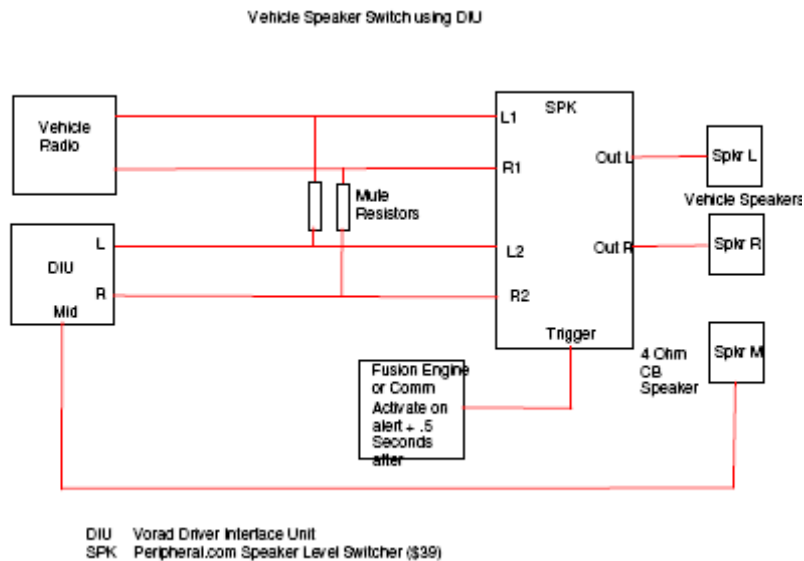 Vehicle Speaker Switch using DIU
Vehicle
Radio
L1
SPK
R1
Out L
Spkr L
Mute
Resistors
Vehicle Speakers
L
DIU
R
Mid
L2
Out R
Spkr R
R2
Trigger
Fusion Engine
or Comm
Activate on
alert + .5
Seconds
after
4 Ohm
CB
Speaker
Spkr M
DIU Vorad Driver Interface Unit
SPK Peripheral.com Speaker Level Switcher ($39)